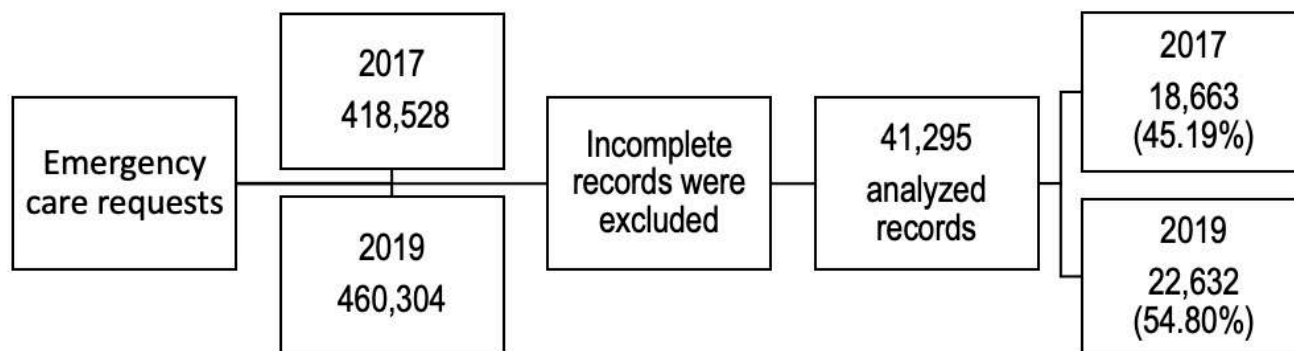 Emergency
care requests
2017
418,528
2019
460,304
Incomplete
records were
excluded
41,295
analyzed
records
2017
18,663
(45.19%)
2019
22,632
(54.80%)